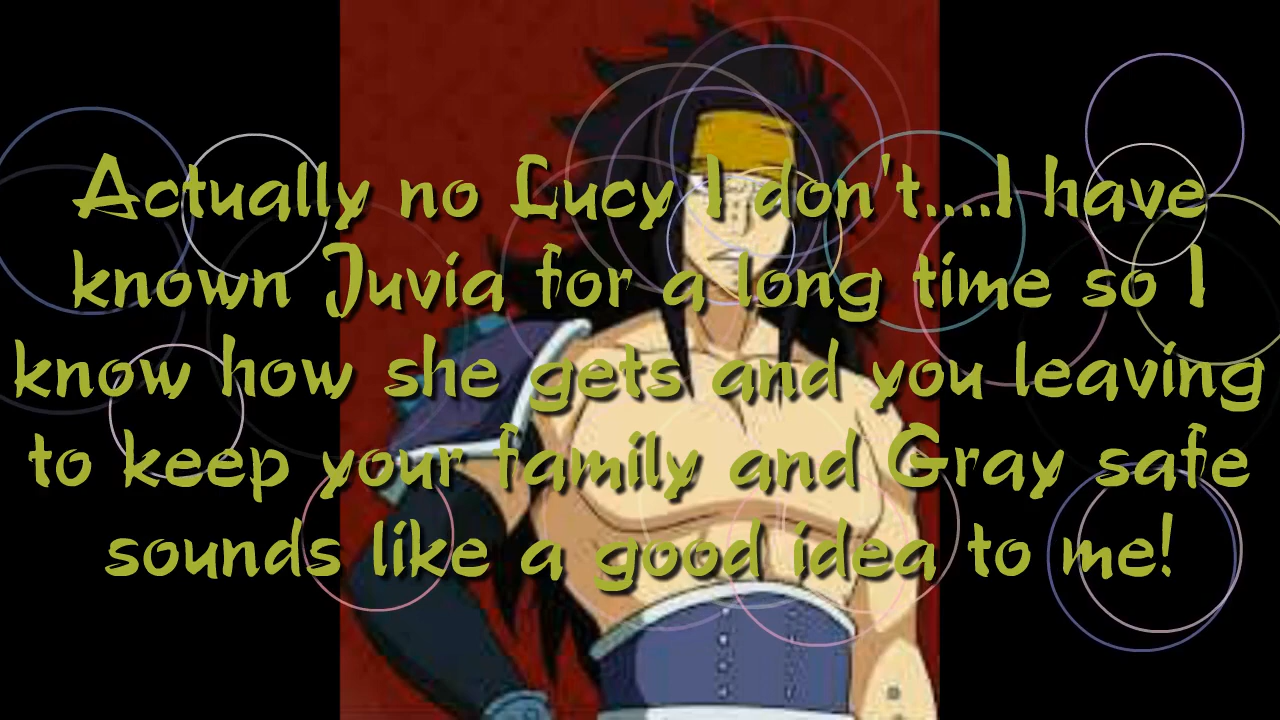 Actually no Lucy I don't....I have
known Juvia for a long time so I
know how she gets and you leaving
to keep your family and Gray safe
sounds like a good idea to me!